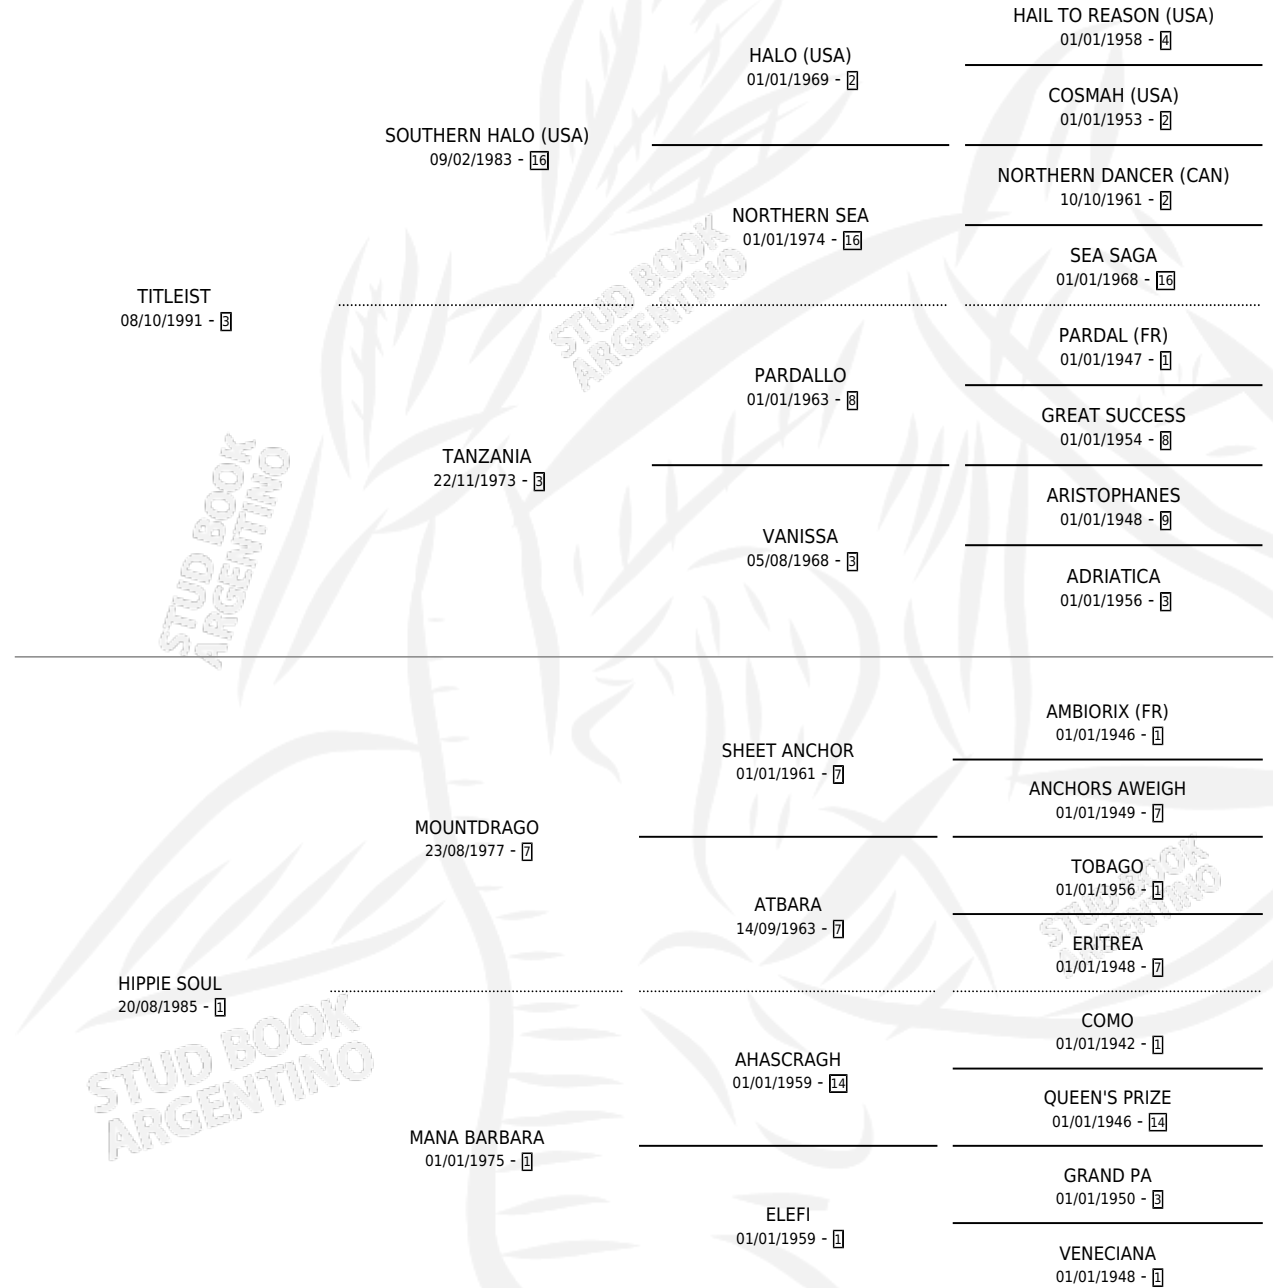 HAIL TO REASON (USA)
01/01/1958 - 4
HALO (USA)
01/01/1969 - 2
COSMAH (USA)
01/01/1953 - 2
SOUTHERN HALO (USA)
09/02/1983 - 16
NORTHERN DANCER (CAN)
10/10/1961 - 2
NORTHERN SEA
01/01/1974 - 16
SEA SAGA
01/01/1968 - 16
TITLEIST
08/10/1991 - 3
STUD BOOK
ARGENTINO
PARDAL (FR)
01/01/1947 - 1
PARDALLO
01/01/1963 - 8
GREAT SUCCESS
01/01/1954 - 8
TANZANIA
22/11/1973 - 3
ARISTOPHANES
01/01/1948 - 9
VANISSA
05/08/1968 - 3
ADRIATICA
01/01/1956 - 3
STUD BOOK
ARGENTINO
AMBIORIX (FR)
01/01/1946 - 1
SHEET ANCHOR
01/01/1961 - 7
ANCHORS AWEIGH
01/01/1949 - 7
MOUNTDRAGO
23/08/1977 - 7
TOBAGO
01/01/1956 - 1
ATBARA
14/09/1963 - 7
ERITREA
01/01/1948 - 7
STUD BOOK
ARGENTINO
HIPPIE SOUL
20/08/1985 - 1
COMO
01/01/1942 - 1
AHASCRAGH
01/01/1959 - 14
QUEEN'S PRIZE
01/01/1946 - 14
STUD BOOK
ARGENTINO
MANA BARBARA
01/01/1975 - 1
GRAND PA
01/01/1950 - 3
ELEFI
01/01/1959 - 1
VENECIANA
01/01/1948 - 1